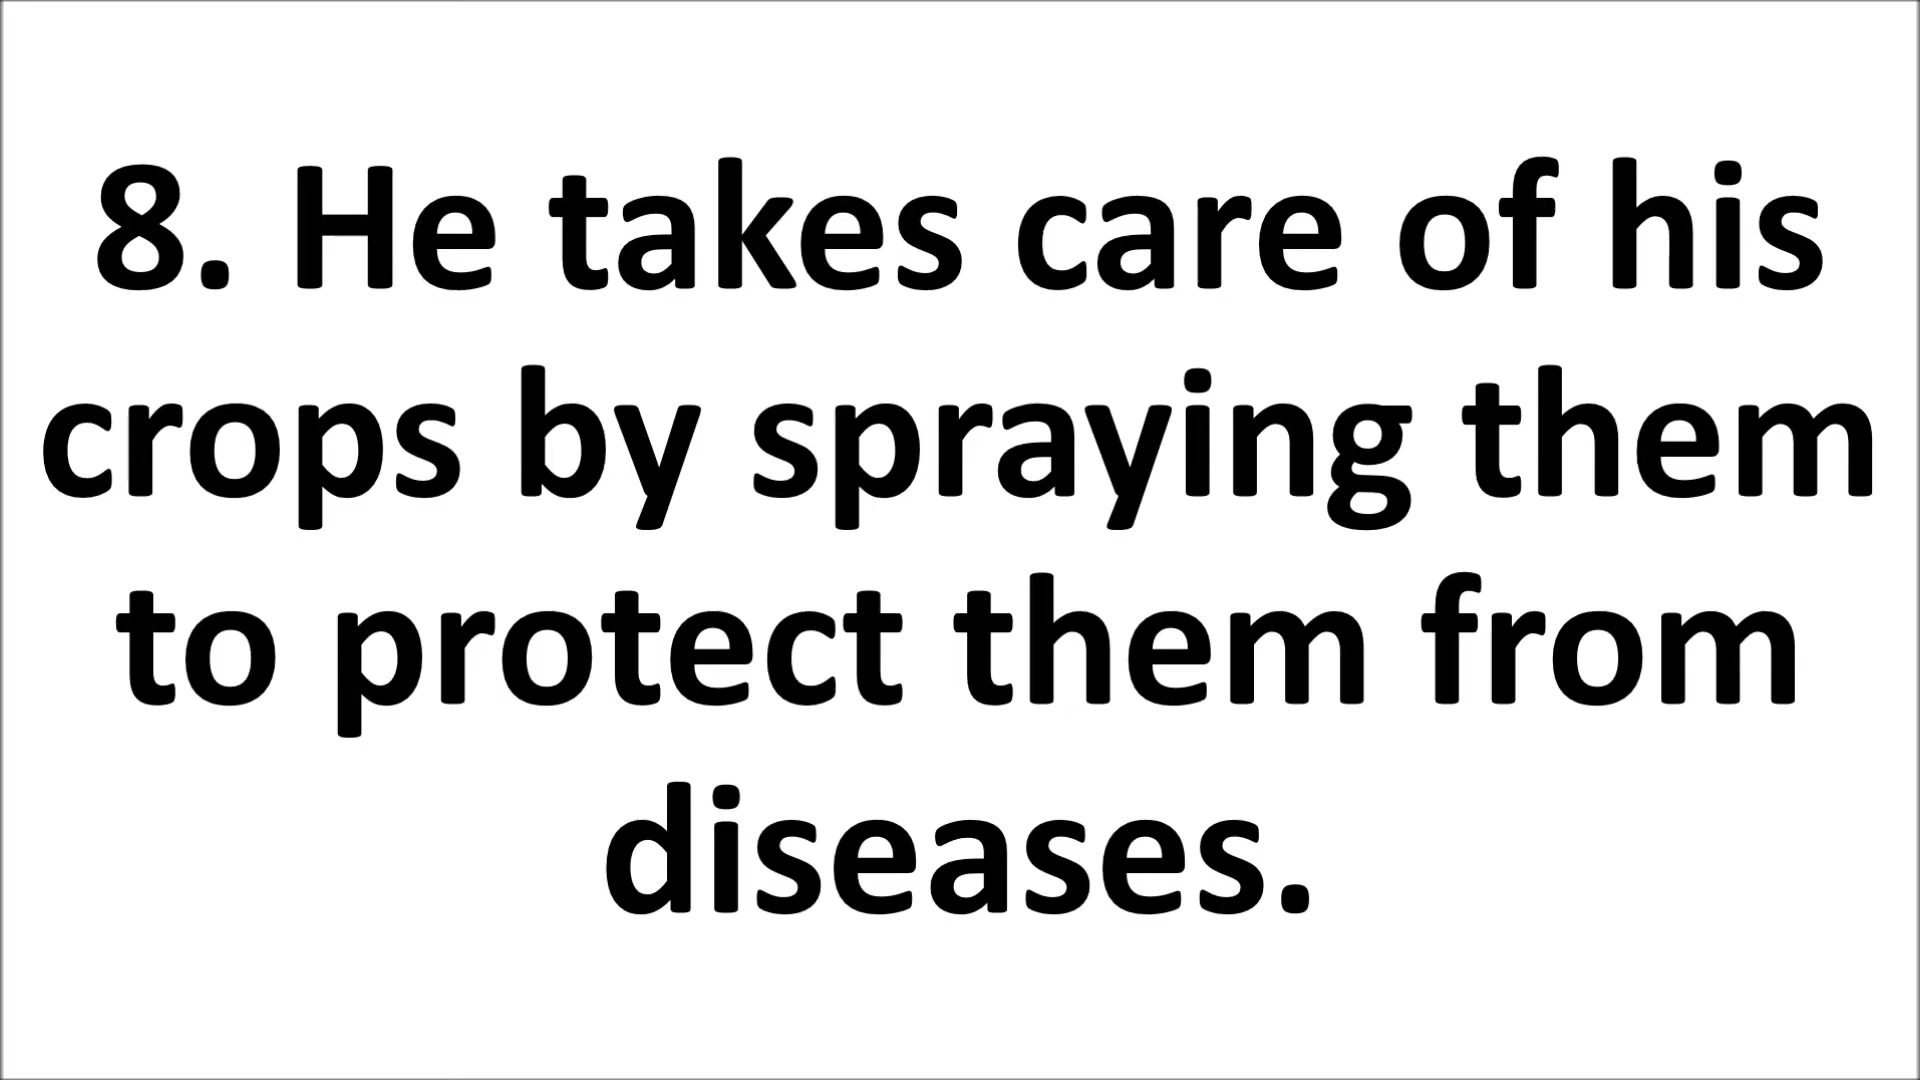 8. He takes care of his
crops by spraying them
to protect them from
diseases.